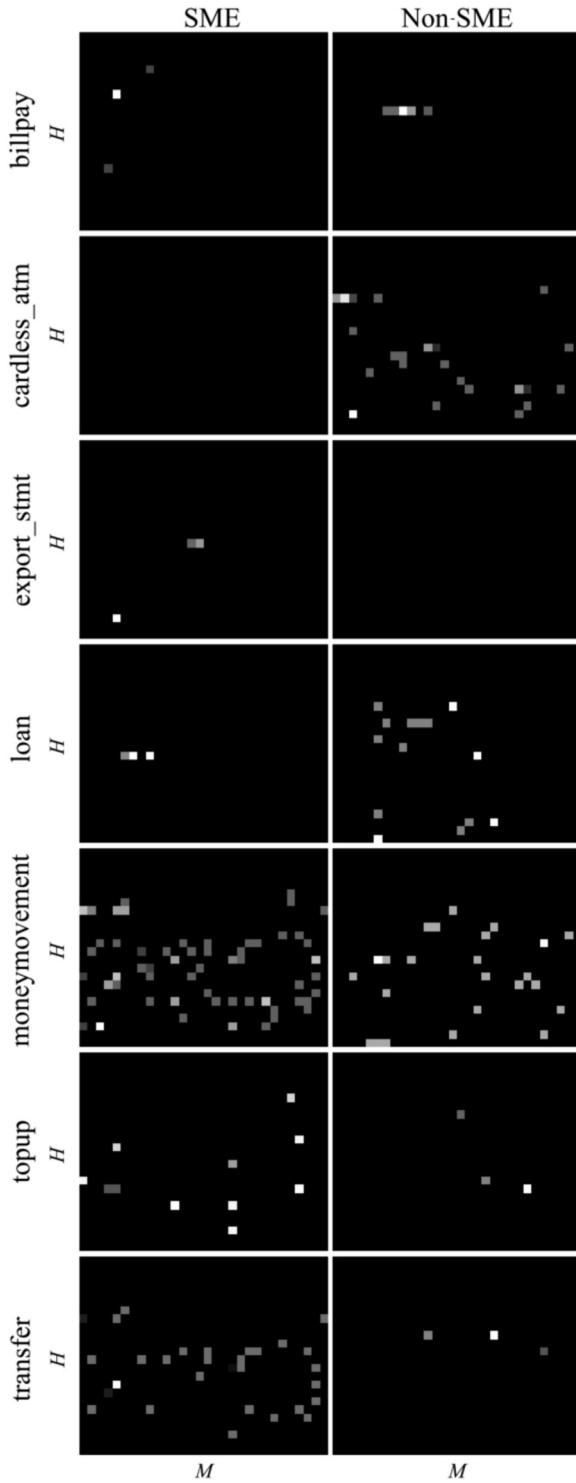 SME Non-SME
billpay H
cardless_atm H
export_stmt H
loan H
moneymovement H
topup H
transfer H
M M